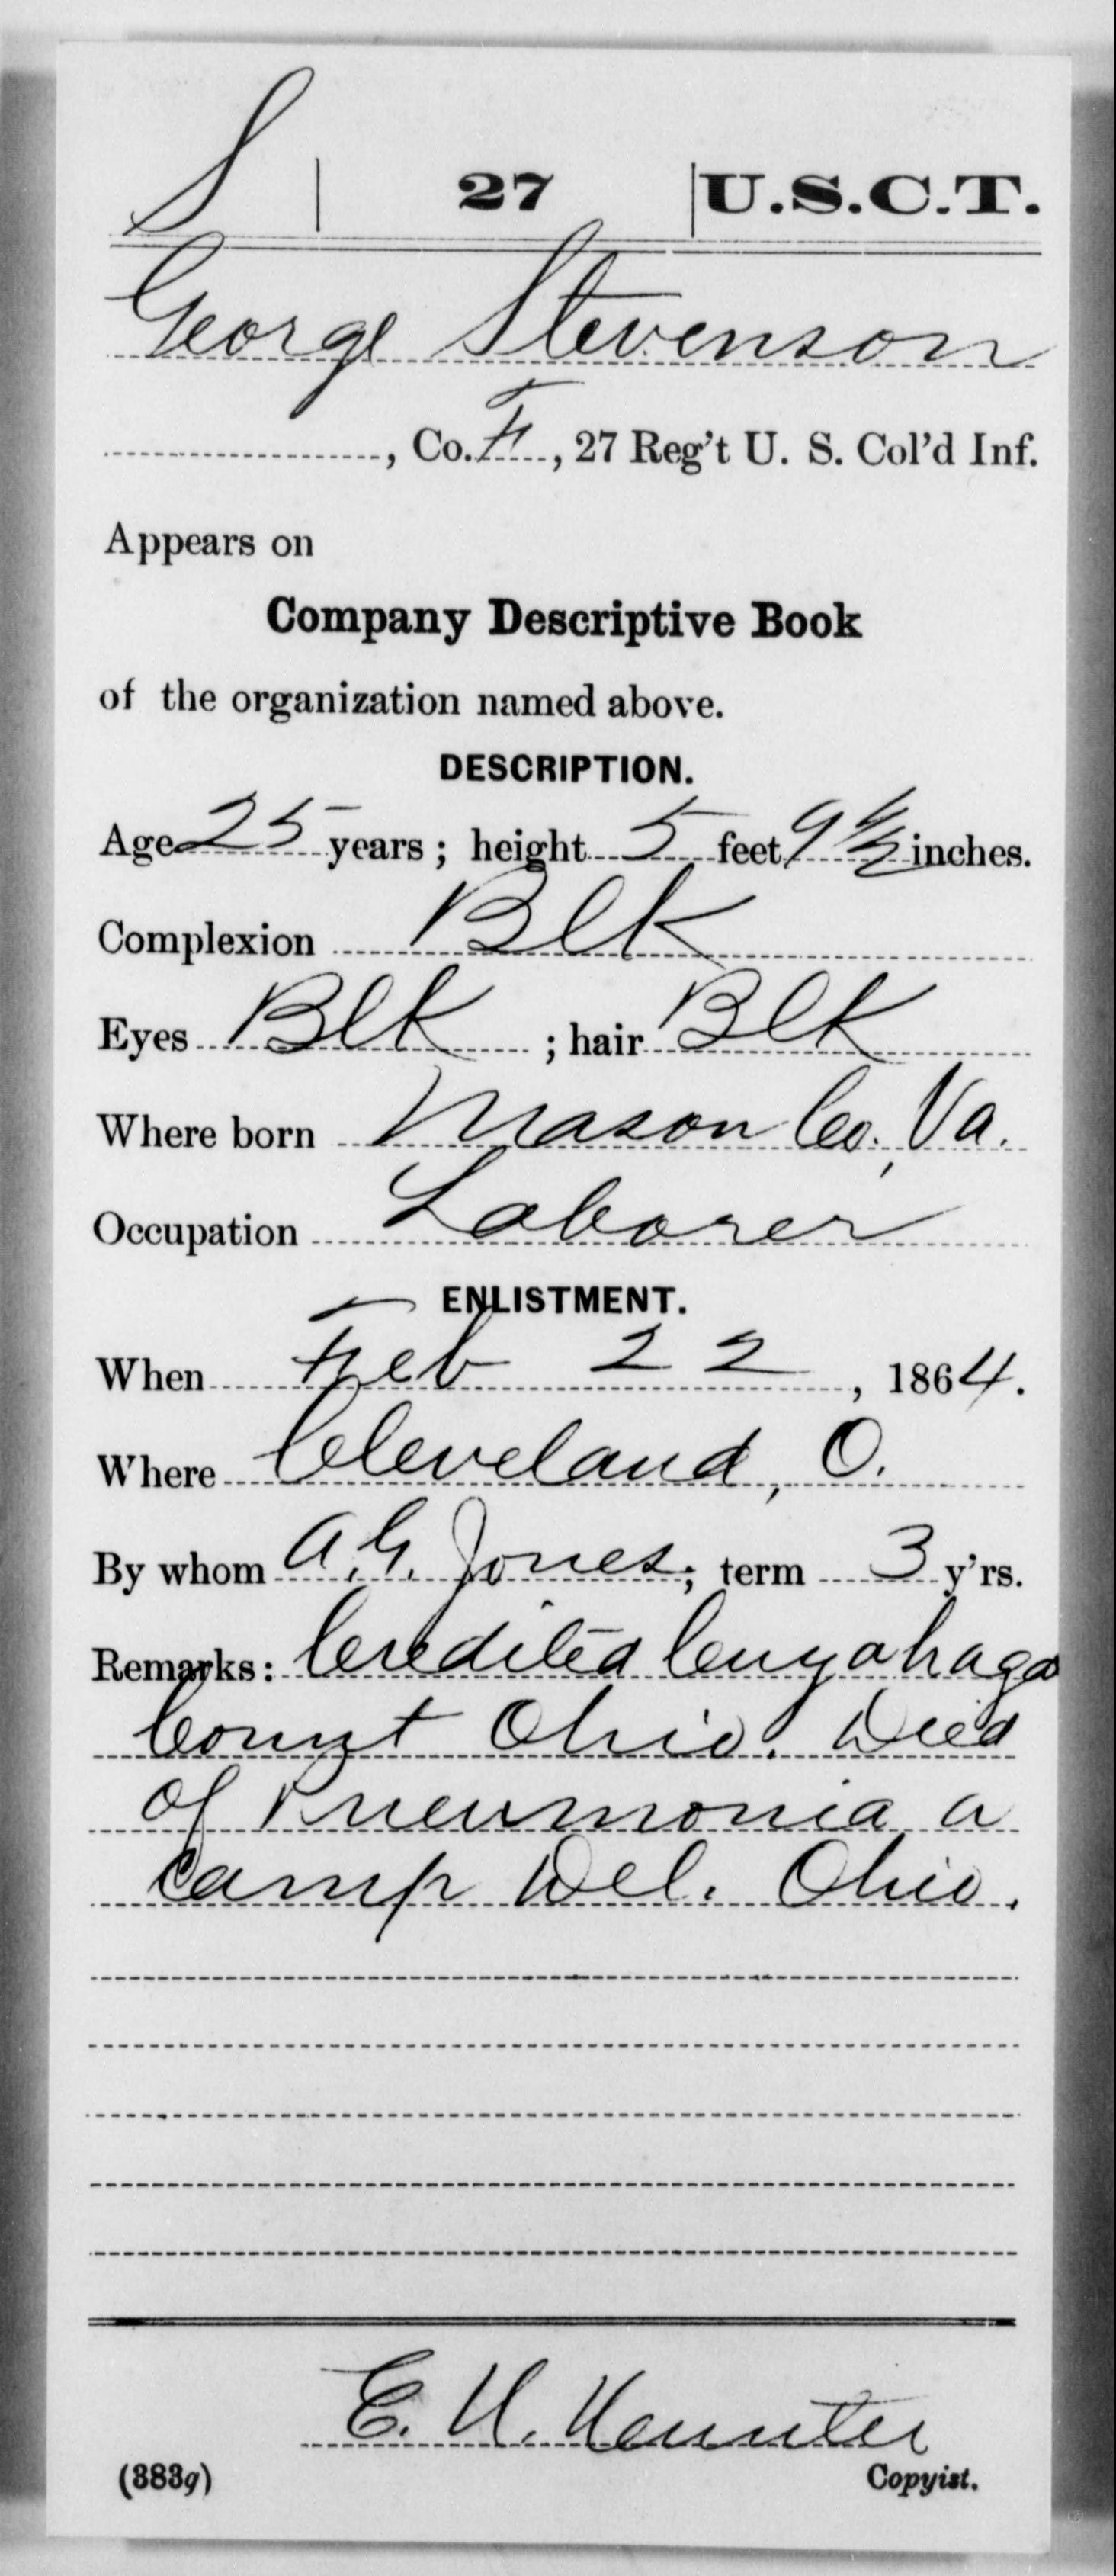 S | 27 | U.S.C.T.
George Stevenson
, Co. F, 27 Reg't U. S. Col'd Inf.
Appears on
Company Descriptive Book
of the organization named above.
DESCRIPTION.
Age 25 years; height 5 feet 9 1/2 inches.
Complexion Blk
Eyes Blk ; hair Blk
Where born Mason Co., Va.
Occupation Laborer
ENLISTMENT.
When Feb 22, 1864.
Where Cleveland, O.
By whom A.G. Jones; term 3 y'rs.
Remarks: Credited Cuyahaga
Count Ohio. Died
of Pneumonia a
Camp Del. Ohio.
E.
(383g) Copyist.